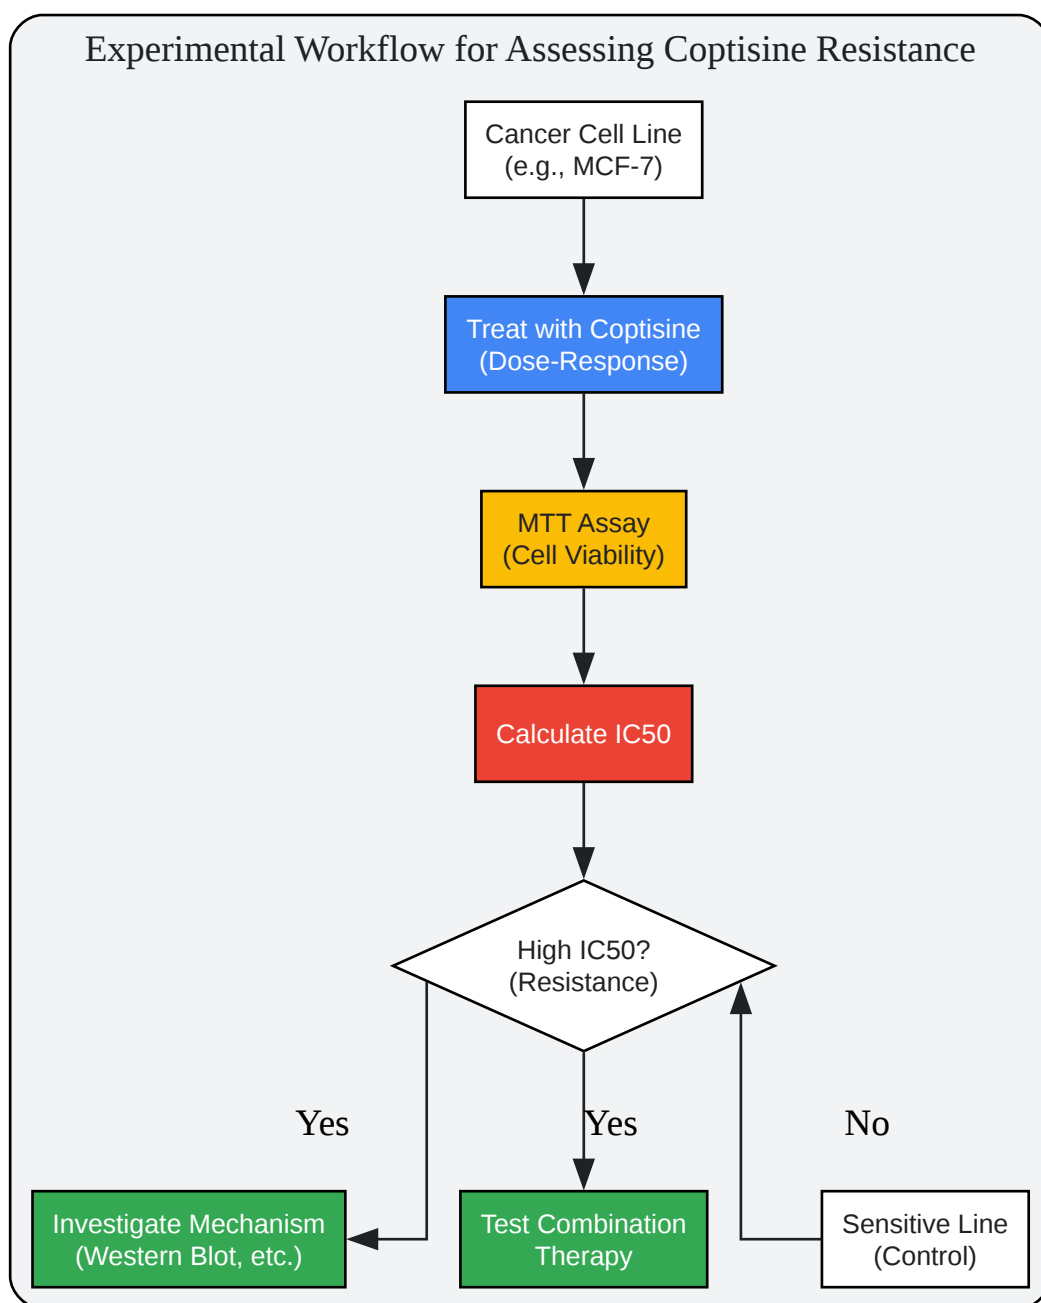 Experimental Workflow for Assessing Coptisine Resistance
Cancer Cell Line
(e.g., MCF-7)
Treat with Coptisine
(Dose-Response)
MTT Assay
(Cell Viability)
Calculate IC50
High IC50?
(Resistance)
Yes
Yes
No
Investigate Mechanism
(Western Blot, etc.)
Test Combination
Therapy
Sensitive Line
(Control)